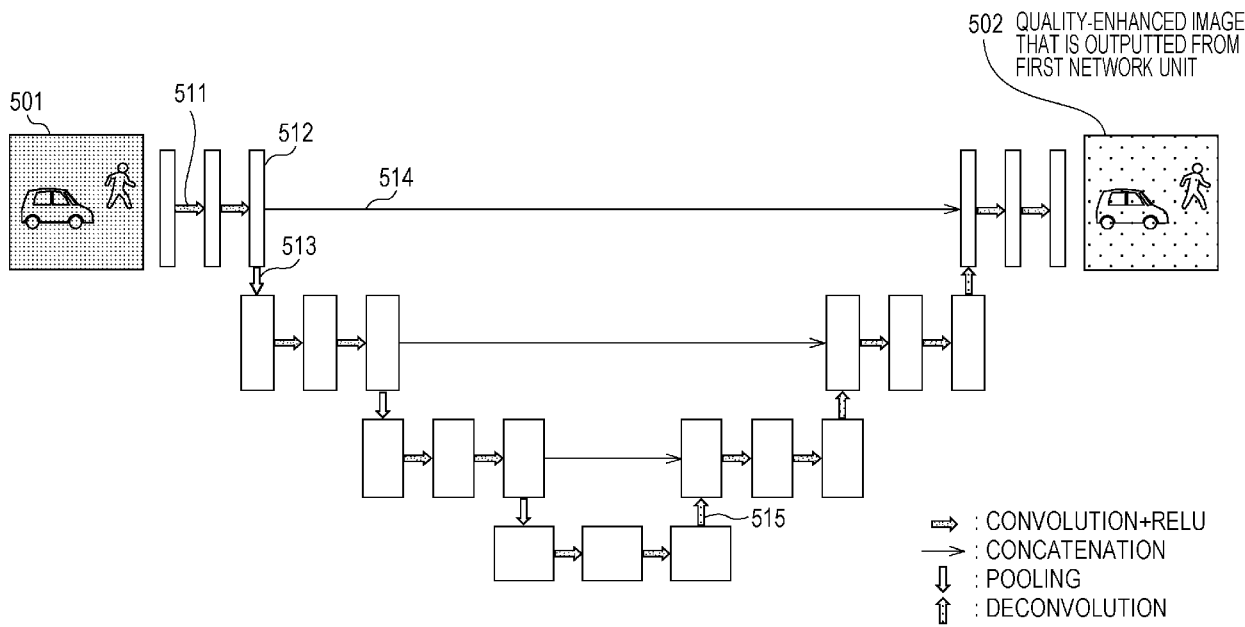 502 QUALITY-ENHANCED IMAGE
THAT IS OUTPUTTED FROM
FIRST NETWORK UNIT
501
511
512
514
513
515
: CONVOLUTION+RELU
: CONCATENATION
: POOLING
: DECONVOLUTION